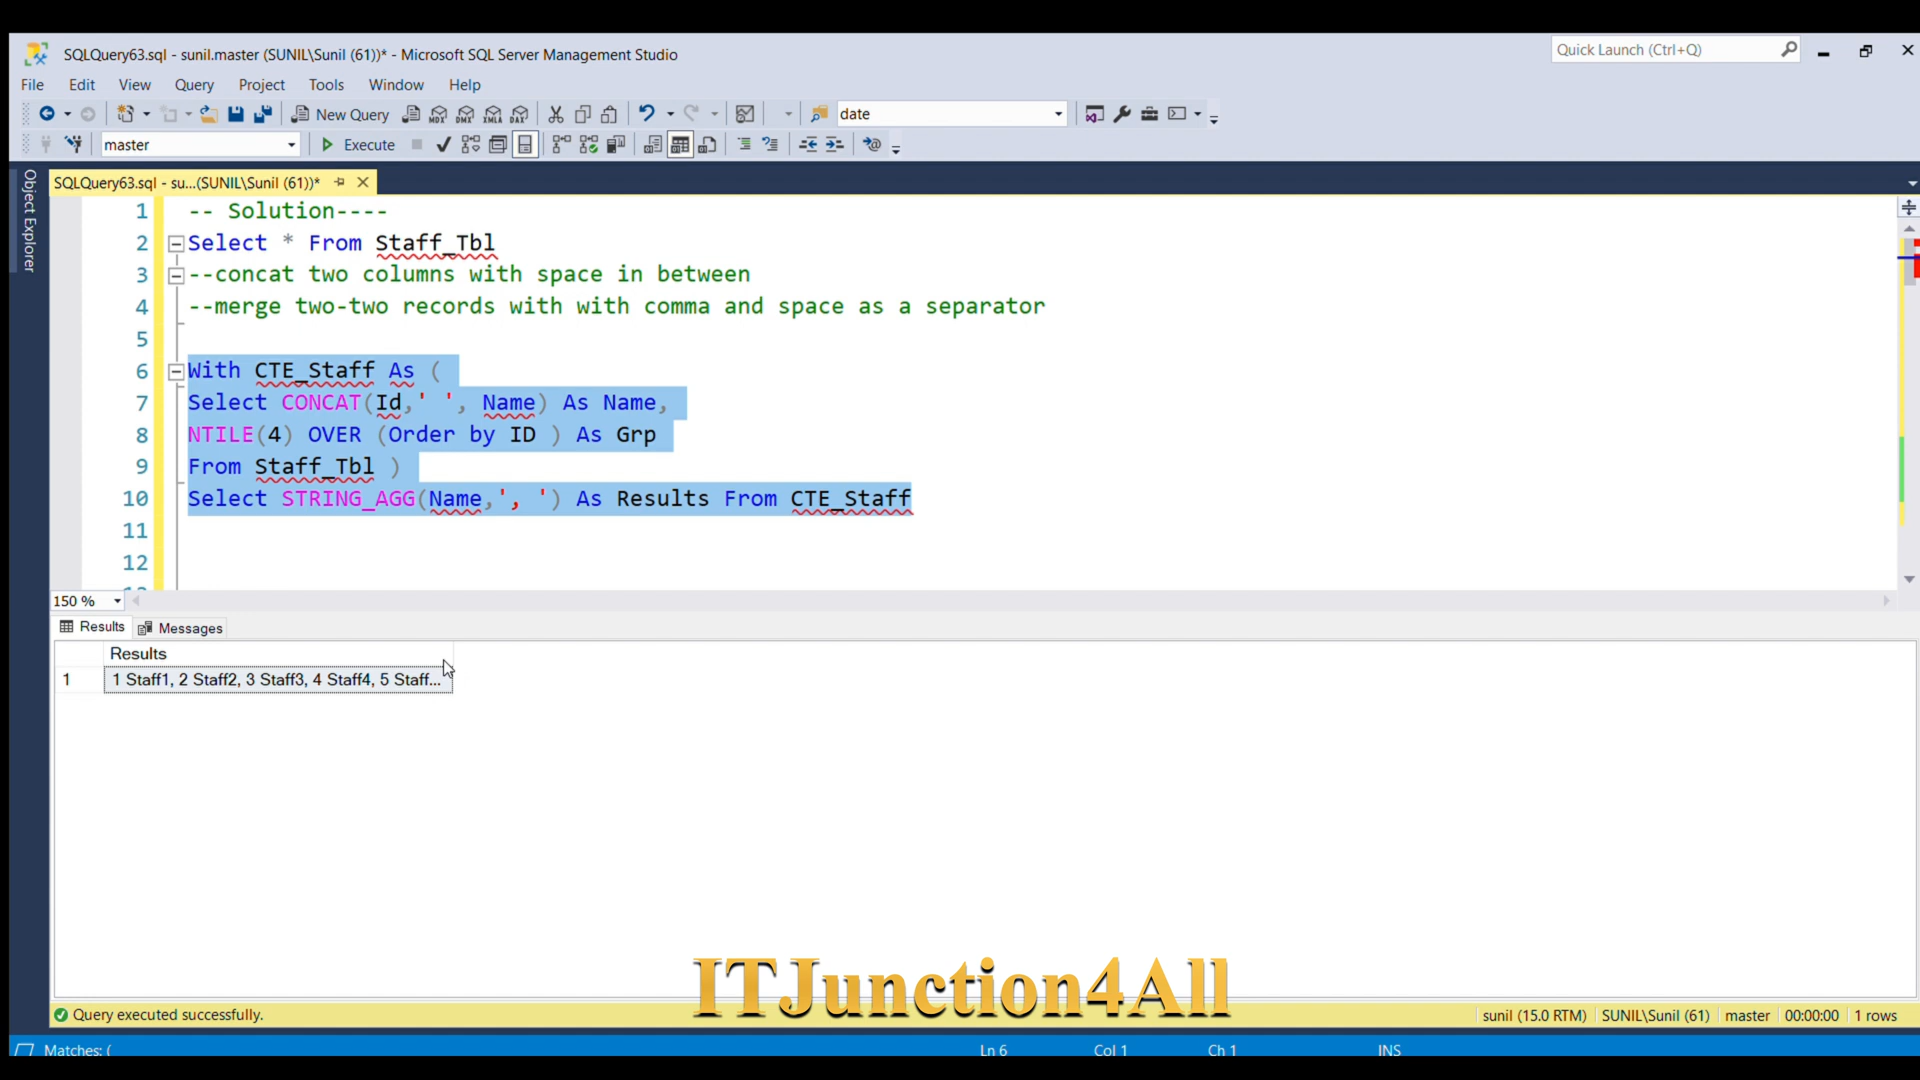 SQLQuery63.sql - sunil.master (SUNIL\Sunil (61))* - Microsoft SQL Server Management Studio
Quick Launch (Ctrl+Q)
File Edit View Query Project Tools Window Help
New Query MDX DMX XMLA DAX date
master Execute
Object Explorer
SQLQuery63.sql - su...(SUNIL\Sunil (61))*
1 -- Solution----
2 Select * From Staff_Tbl
3 --concat two columns with space in between
4 --merge two-two records with with comma and space as a separator
5
6 With CTE_Staff As (
7 Select CONCAT(Id,' ', Name) As Name,
8 NTILE(4) OVER (Order by ID ) As Grp
9 From Staff_Tbl )
10 Select STRING_AGG(Name,', ') As Results From CTE_Staff
11
12
150 %
Results Messages
Results
1 1 Staff1, 2 Staff2, 3 Staff3, 4 Staff4, 5 Staff...
ITJunction4All
Query executed successfully. sunil (15.0 RTM) SUNIL\Sunil (61) master 00:00:00 1 rows
Matches: ( Ln 6 Col 1 Ch 1 INS